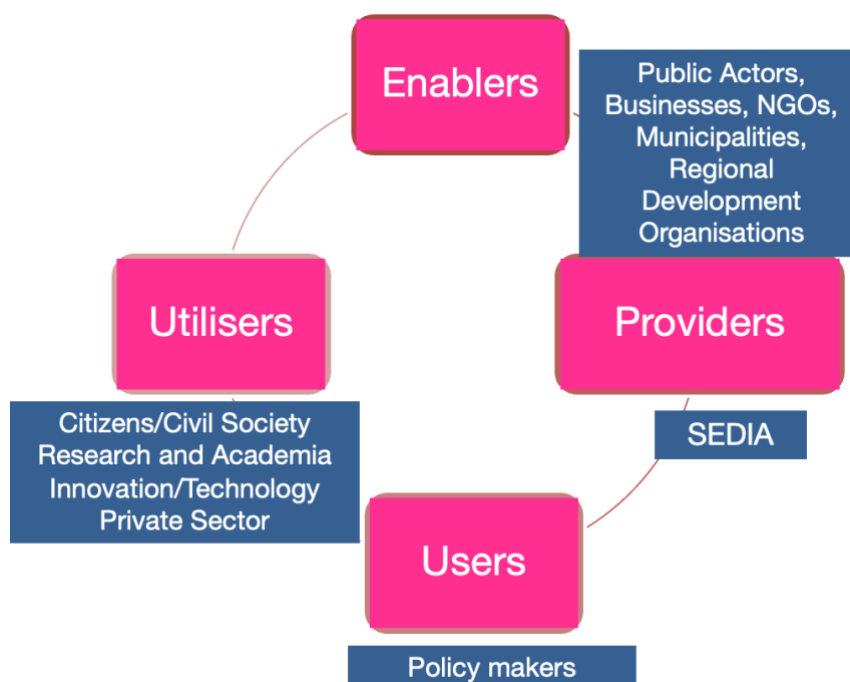 Enablers
Public Actors,
Businesses, NGOs,
Municipalities,
Regional
Development
Organisations
Utilisers
Providers
Citizens/Civil Society
Research and Academia
Innovation/Technology
Private Sector
SEDIA
Users
Policy makers